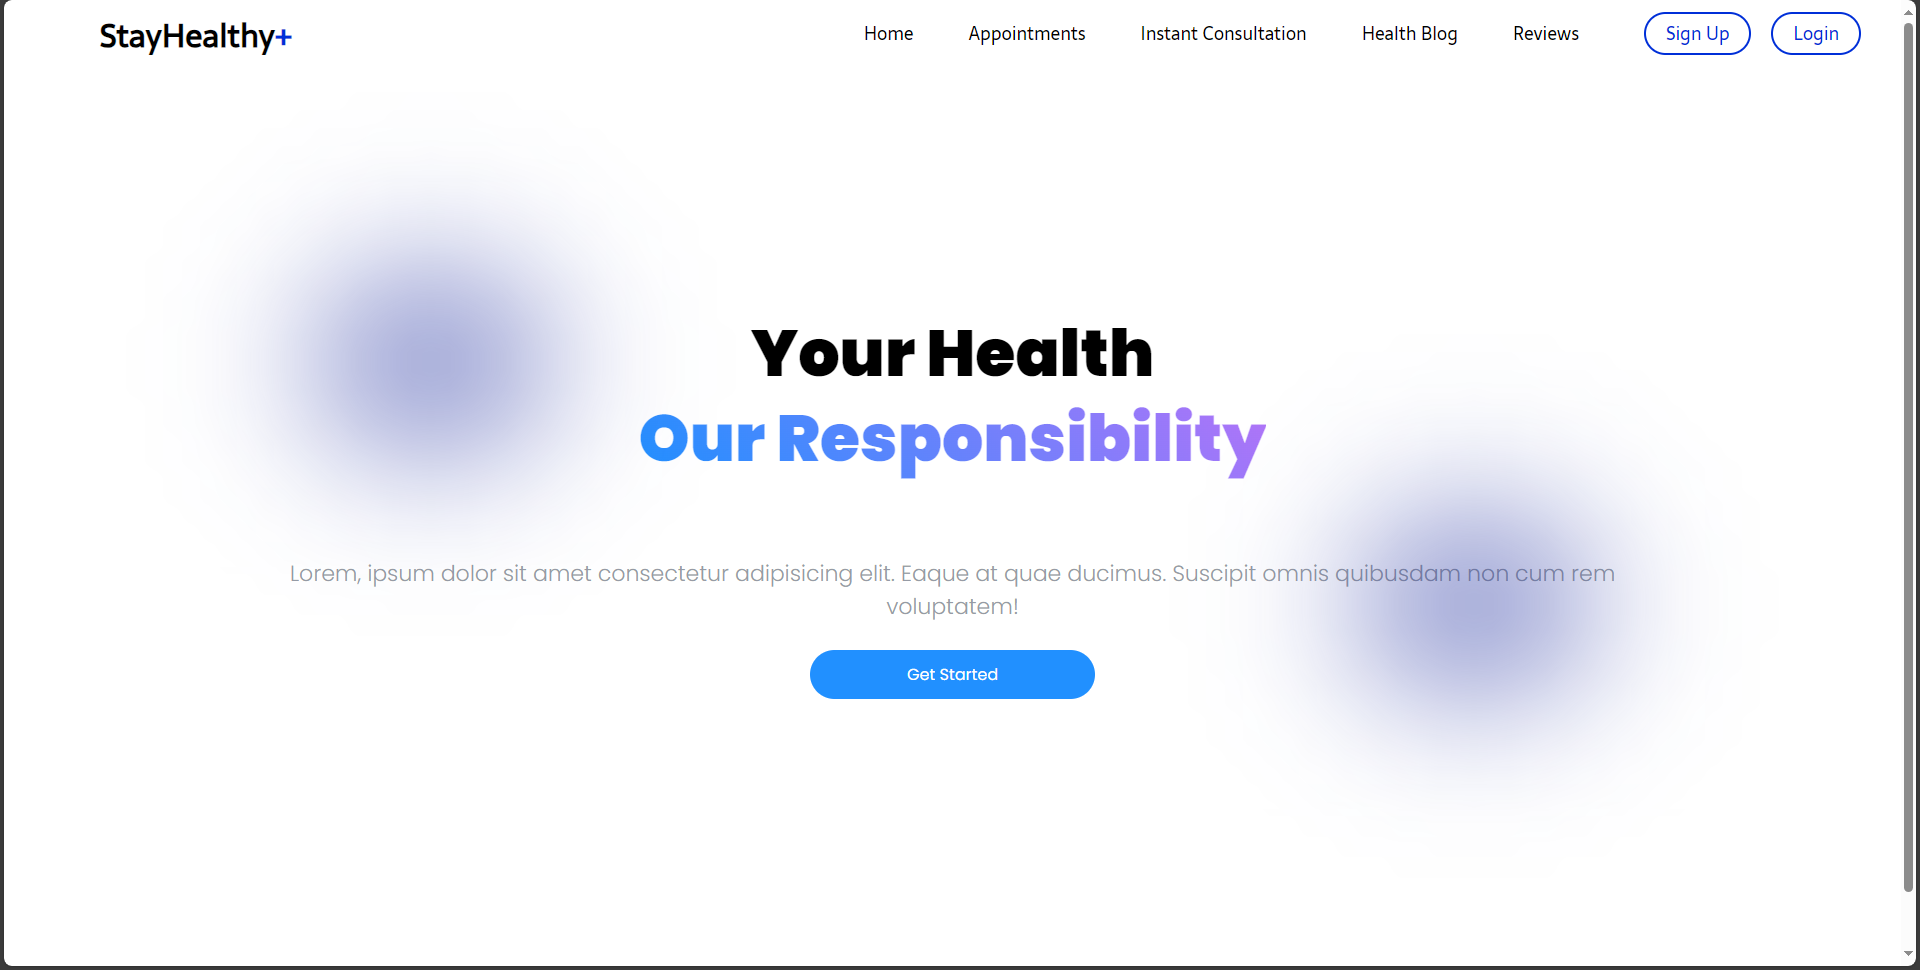 StayHealthy+
Home Appointments Instant Consultation Health Blog Reviews Sign Up Login
Your Health
Our Responsibility
Lorem, ipsum dolor sit amet consectetur adipisicing elit. Eaque at quae ducimus. Suscipit omnis quibusdam non cum rem
voluptatem!
Get Started